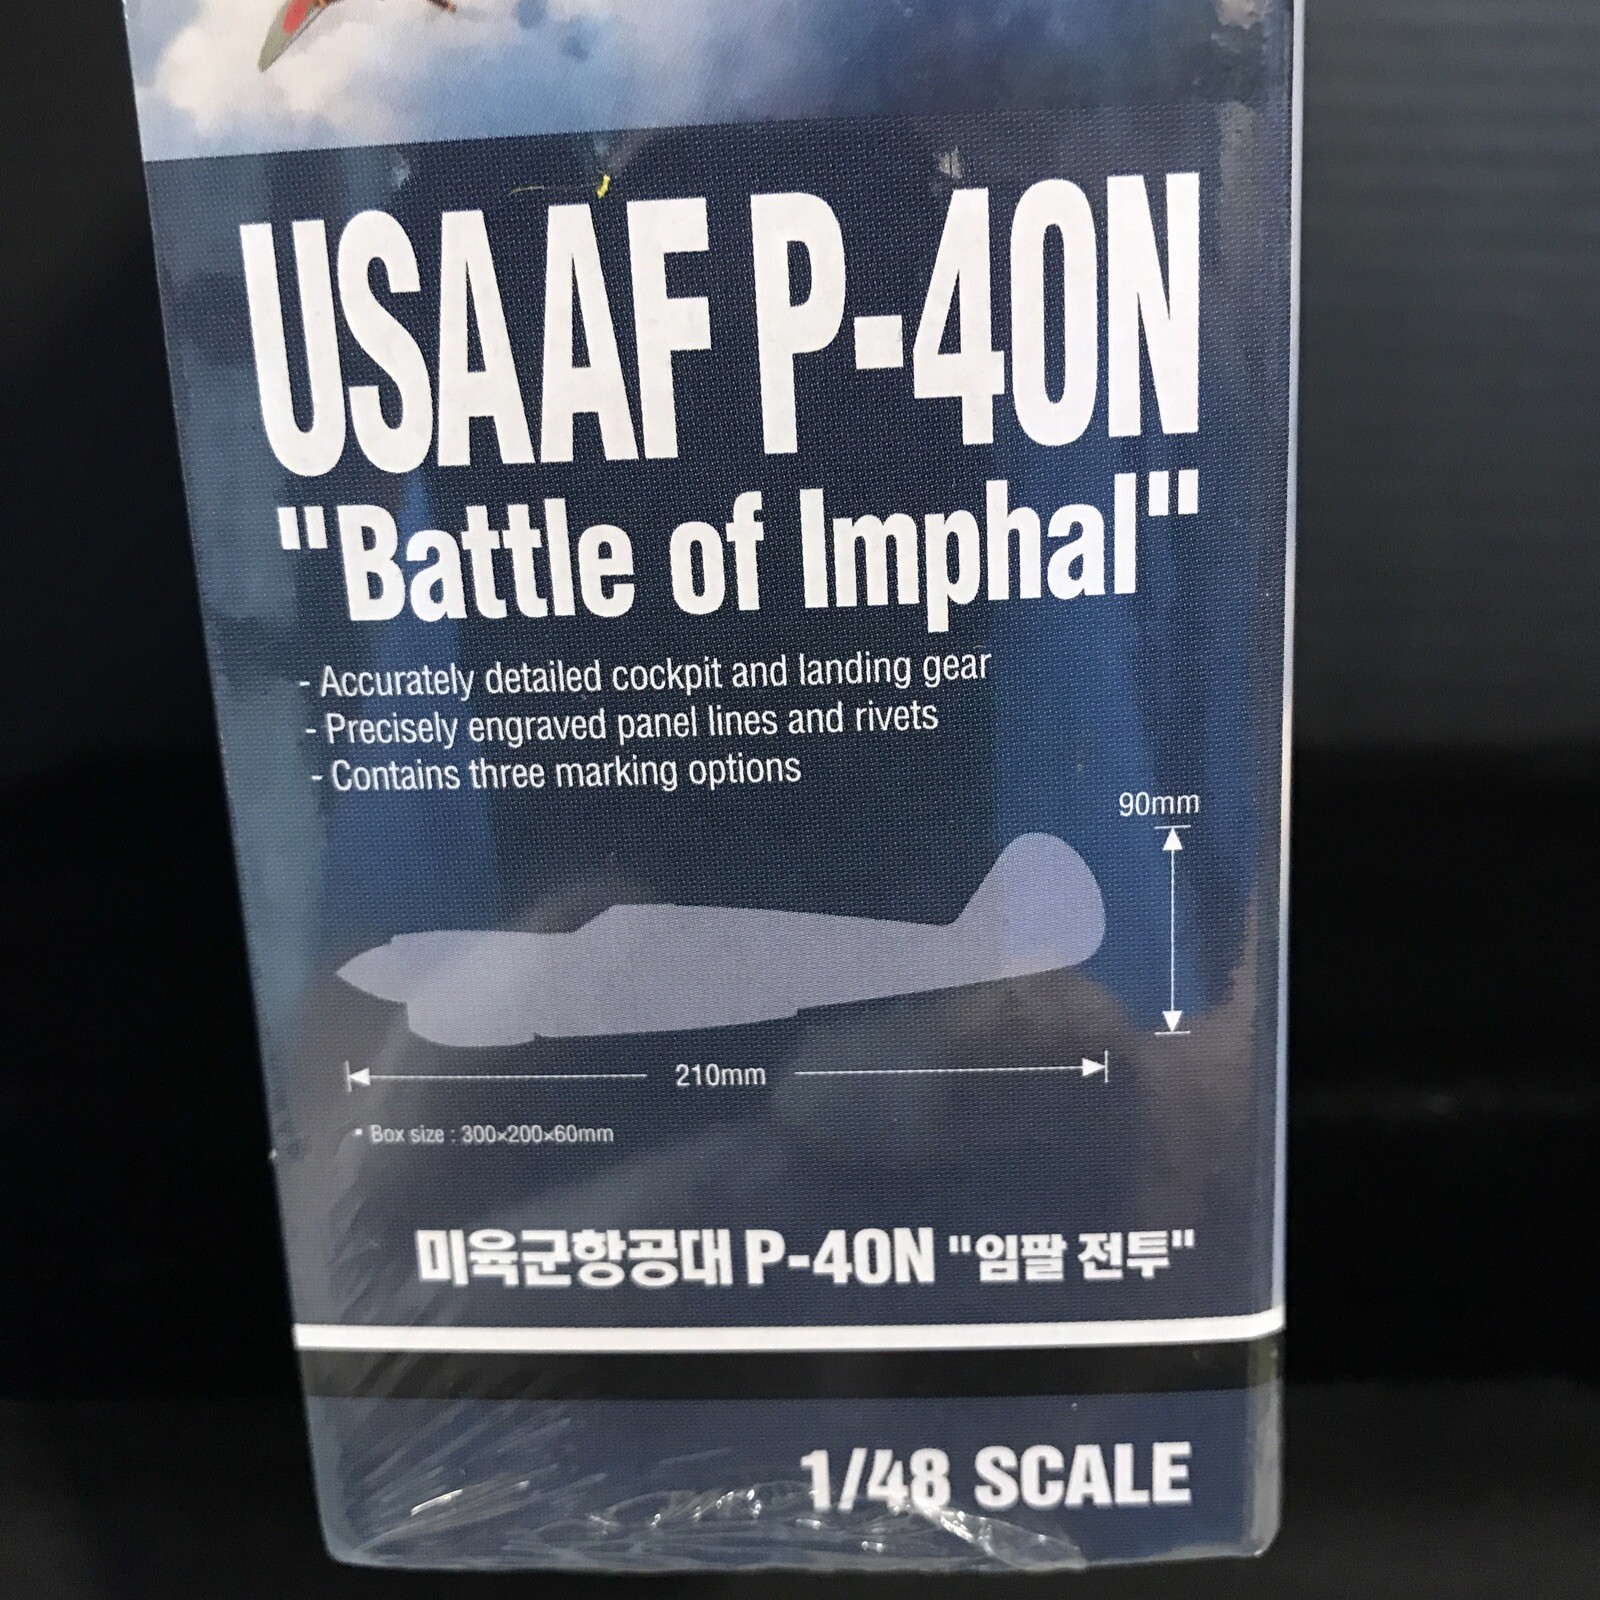 USAAF P-40N
"Battle of Imphal"
- Accurately detailed cockpit and landing gear
- Precisely engraved panel lines and rivets
- Contains three marking options
90mm
210mm
• Box size : 300×200×60mm
미육군항공대 P-40N "임팔 전투"
1/48 SCALE